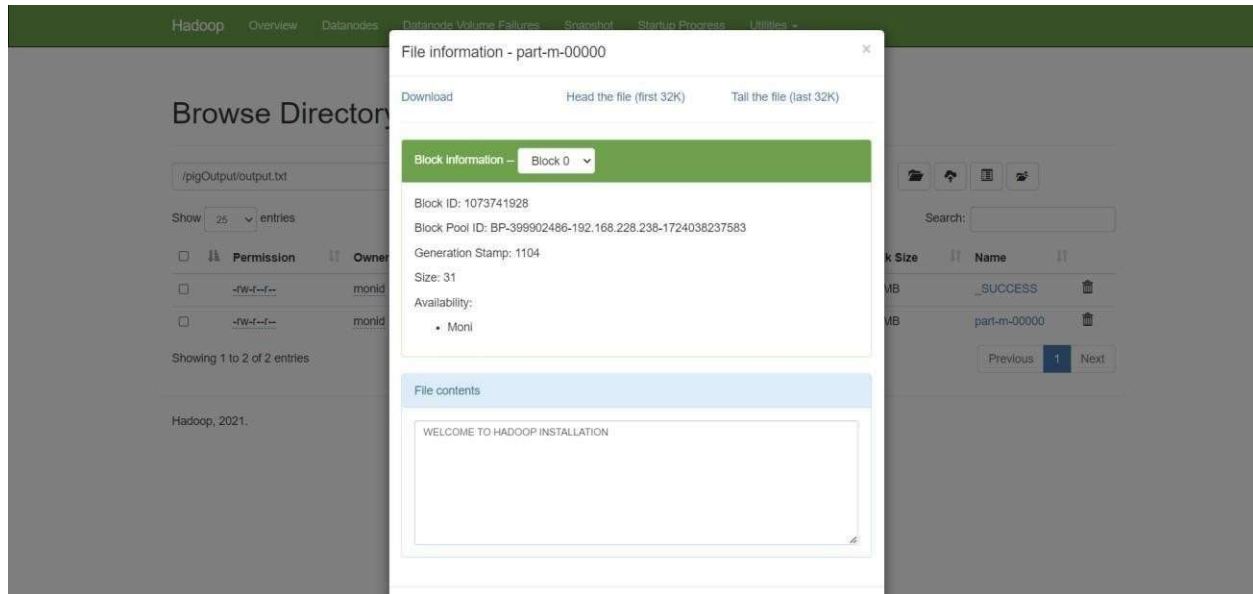 Hadoop Overview Datanodes Datanode Volume Failures Snapshot Startup Progress Utilities
File information - part-m-00000 ×
Download Head the file (first 32K) Tail the file (last 32K)
Browse Directory
Block information -- Block 0
/pigOutput/output.txt
Block ID: 1073741928
Block Pool ID: BP-399902486-192.168.228.238-1724038237583
Generation Stamp: 1104
Size: 31
Availability:
• Moni
Show 25 entries Search:
Permission Owner k Size Name
-rw-r--r-- monid MB _SUCCESS
-rw-r--r-- monid MB part-m-00000
Showing 1 to 2 of 2 entries Previous 1 Next
File contents
WELCOME TO HADOOP INSTALLATION
Hadoop, 2021.